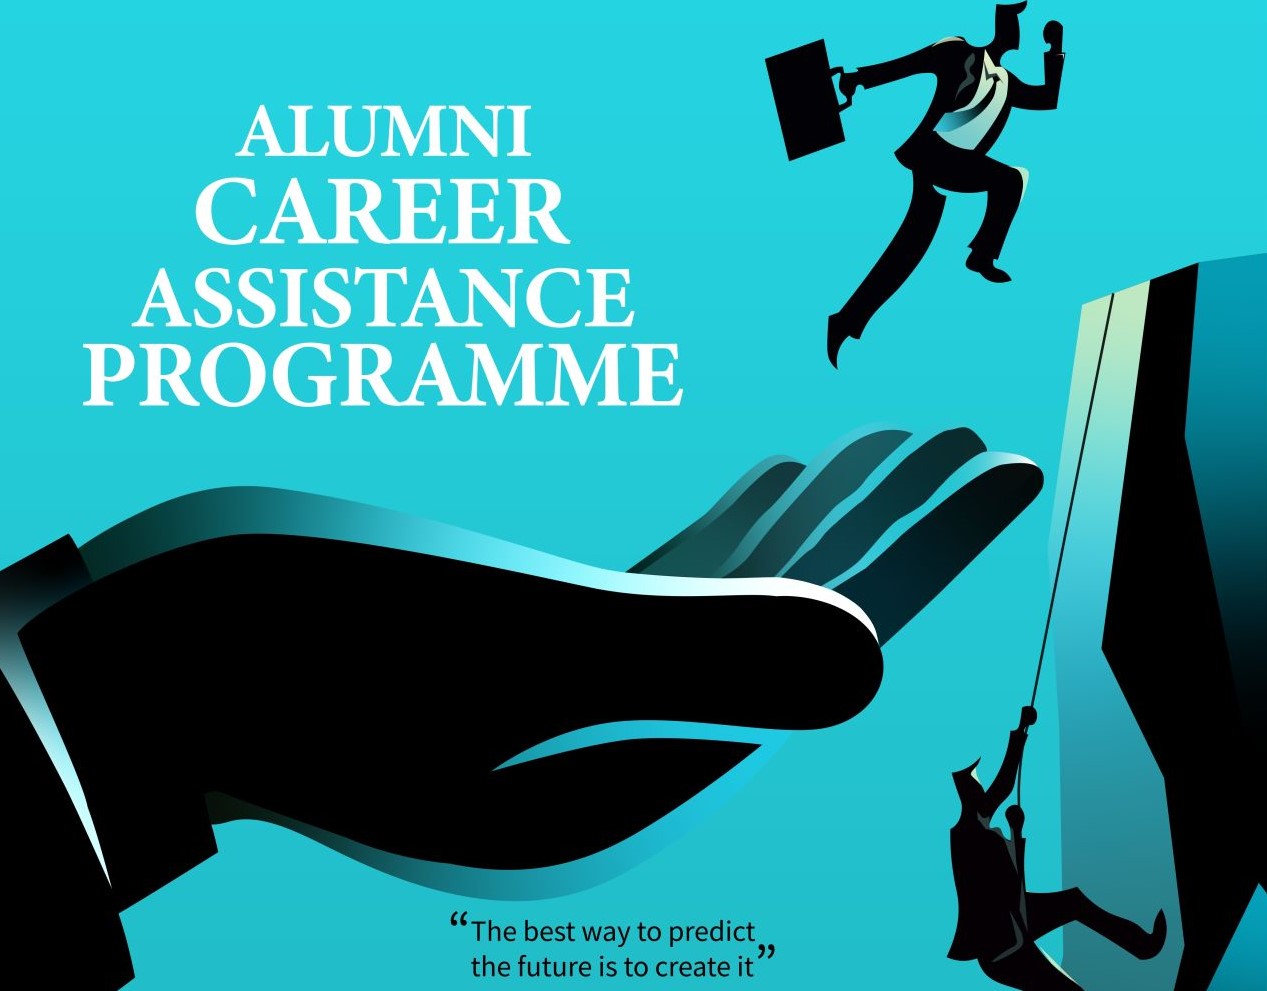 ALUMNI
CAREER
ASSISTANCE
PROGRAMME
“The best way to predict
the future is to create it”